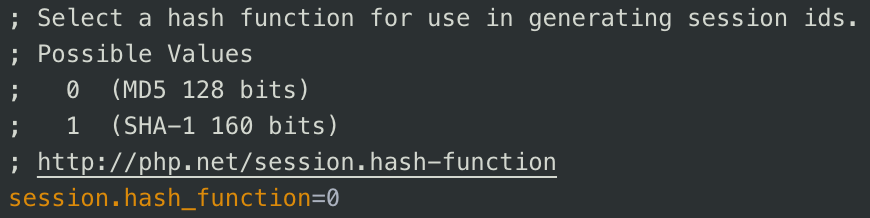 ; Select a hash function for use in generating session ids.
; Possible Values
;   0  (MD5 128 bits)
;   1  (SHA-1 160 bits)
; http://php.net/session.hash-function
session.hash_function=0